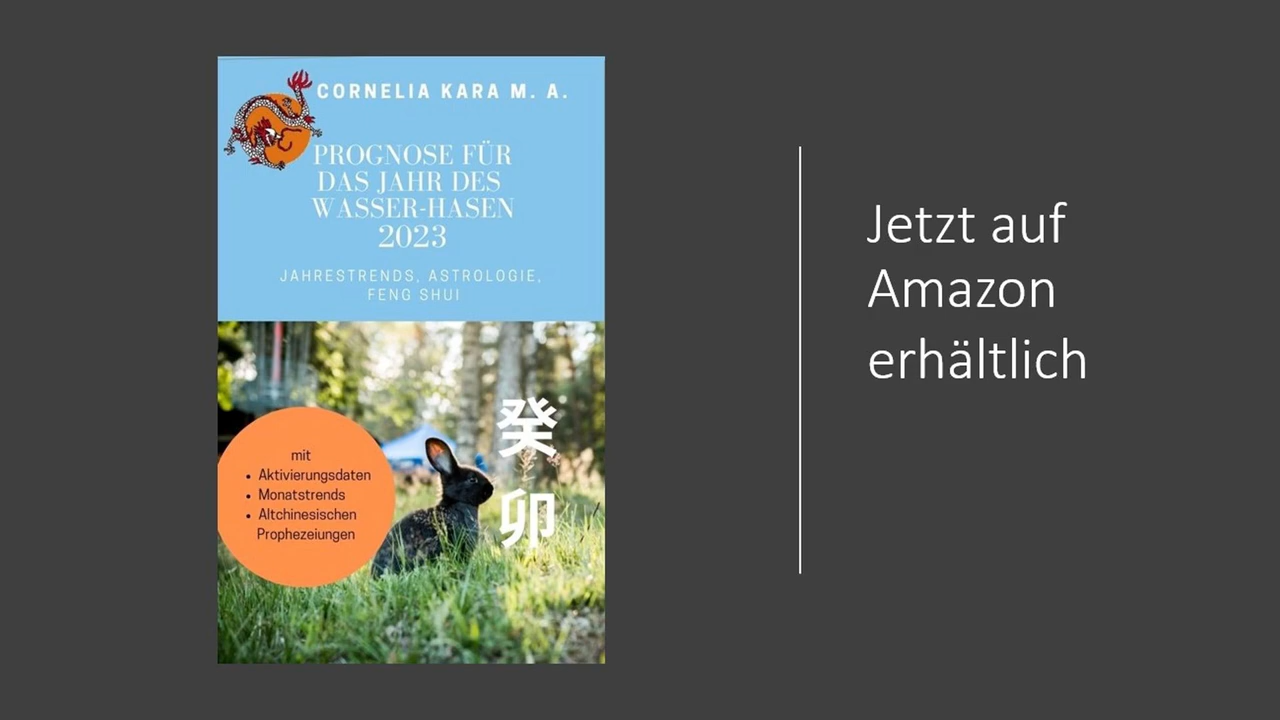 CORNELIA KARA M. A.
PROGNOSE FÜR
DAS JAHR DES
WASSER-HASEN
2023
JAHRESTRENDS, ASTROLOGIE,
FENG SHUI
mit
• Aktivierungsdaten
• Monatstrends
• Altchinesischen
Prophezeiungen
癸
卯
Jetzt auf
Amazon
erhältlich